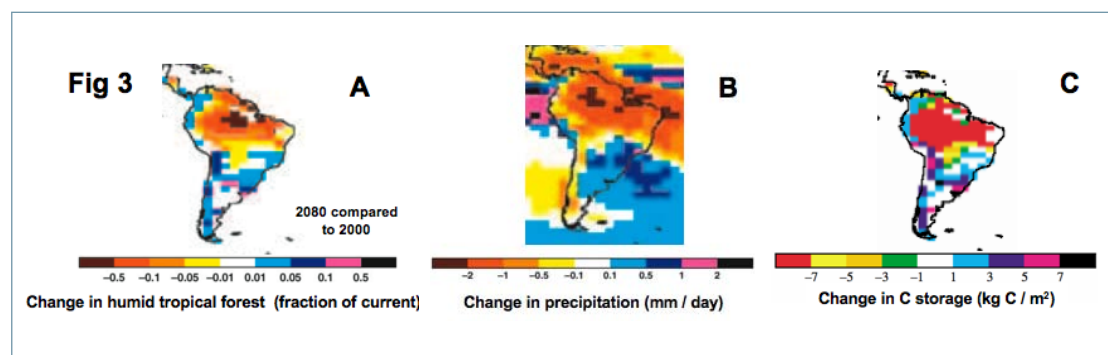 Fig 3
A
B
C
2080 compared
to 2000
−0.5 −0.1 −0.05 −0.01 0.01 0.05 0.1 0.5
Change in humid tropical forest (fraction of current)
−2 −1 −0.5 −0.1 0.1 0.5 1 2
Change in precipitation (mm / day)
−7 −5 −3 −1 1 3 5 7
Change in C storage (kg C / m²)